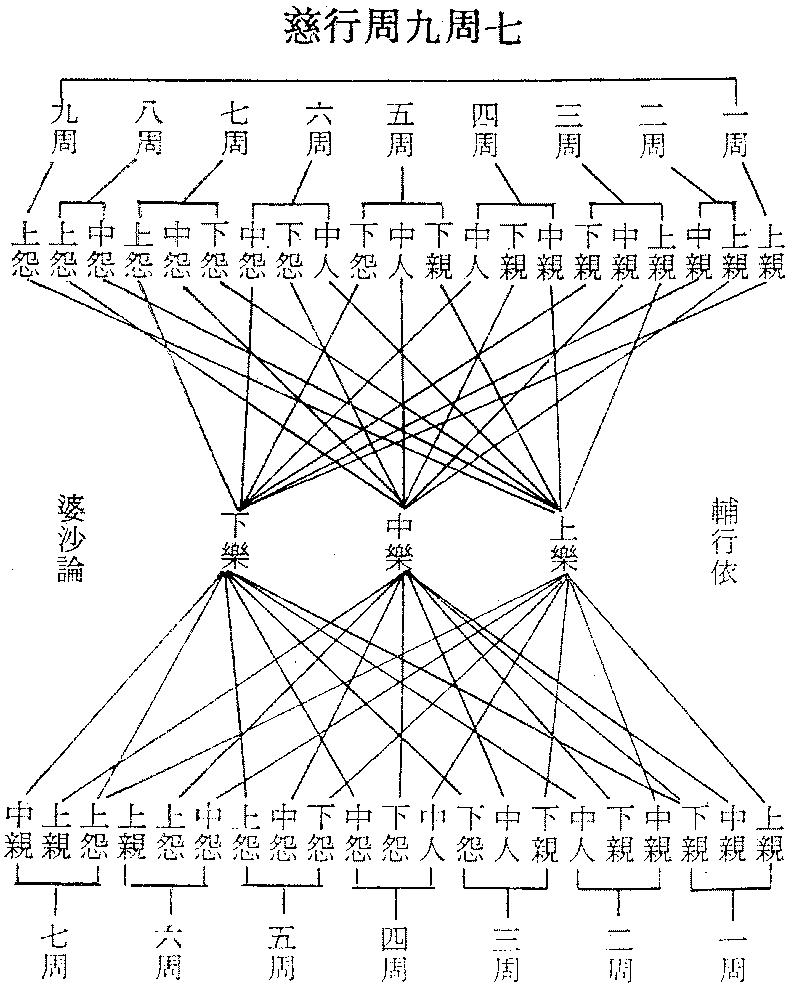 七周九周行慈
一周 二周 三周 四周 五周 六周 七周 八周 九周
上親 上親 中親 上親 中親 下親 中親 下親 中人 下親 中人 下怨 中人 下怨 中怨 下怨 中怨 上怨 中怨 上怨 上怨
輔行依 上樂 中樂 下樂 婆沙論
上親 中親 下親 中親 下親 中人 下親 中人 下怨 中人 下怨 中怨 下怨 中怨 上怨 中怨 上怨 上親 上怨 上親 中親
一周 二周 三周 四周 五周 六周 七周